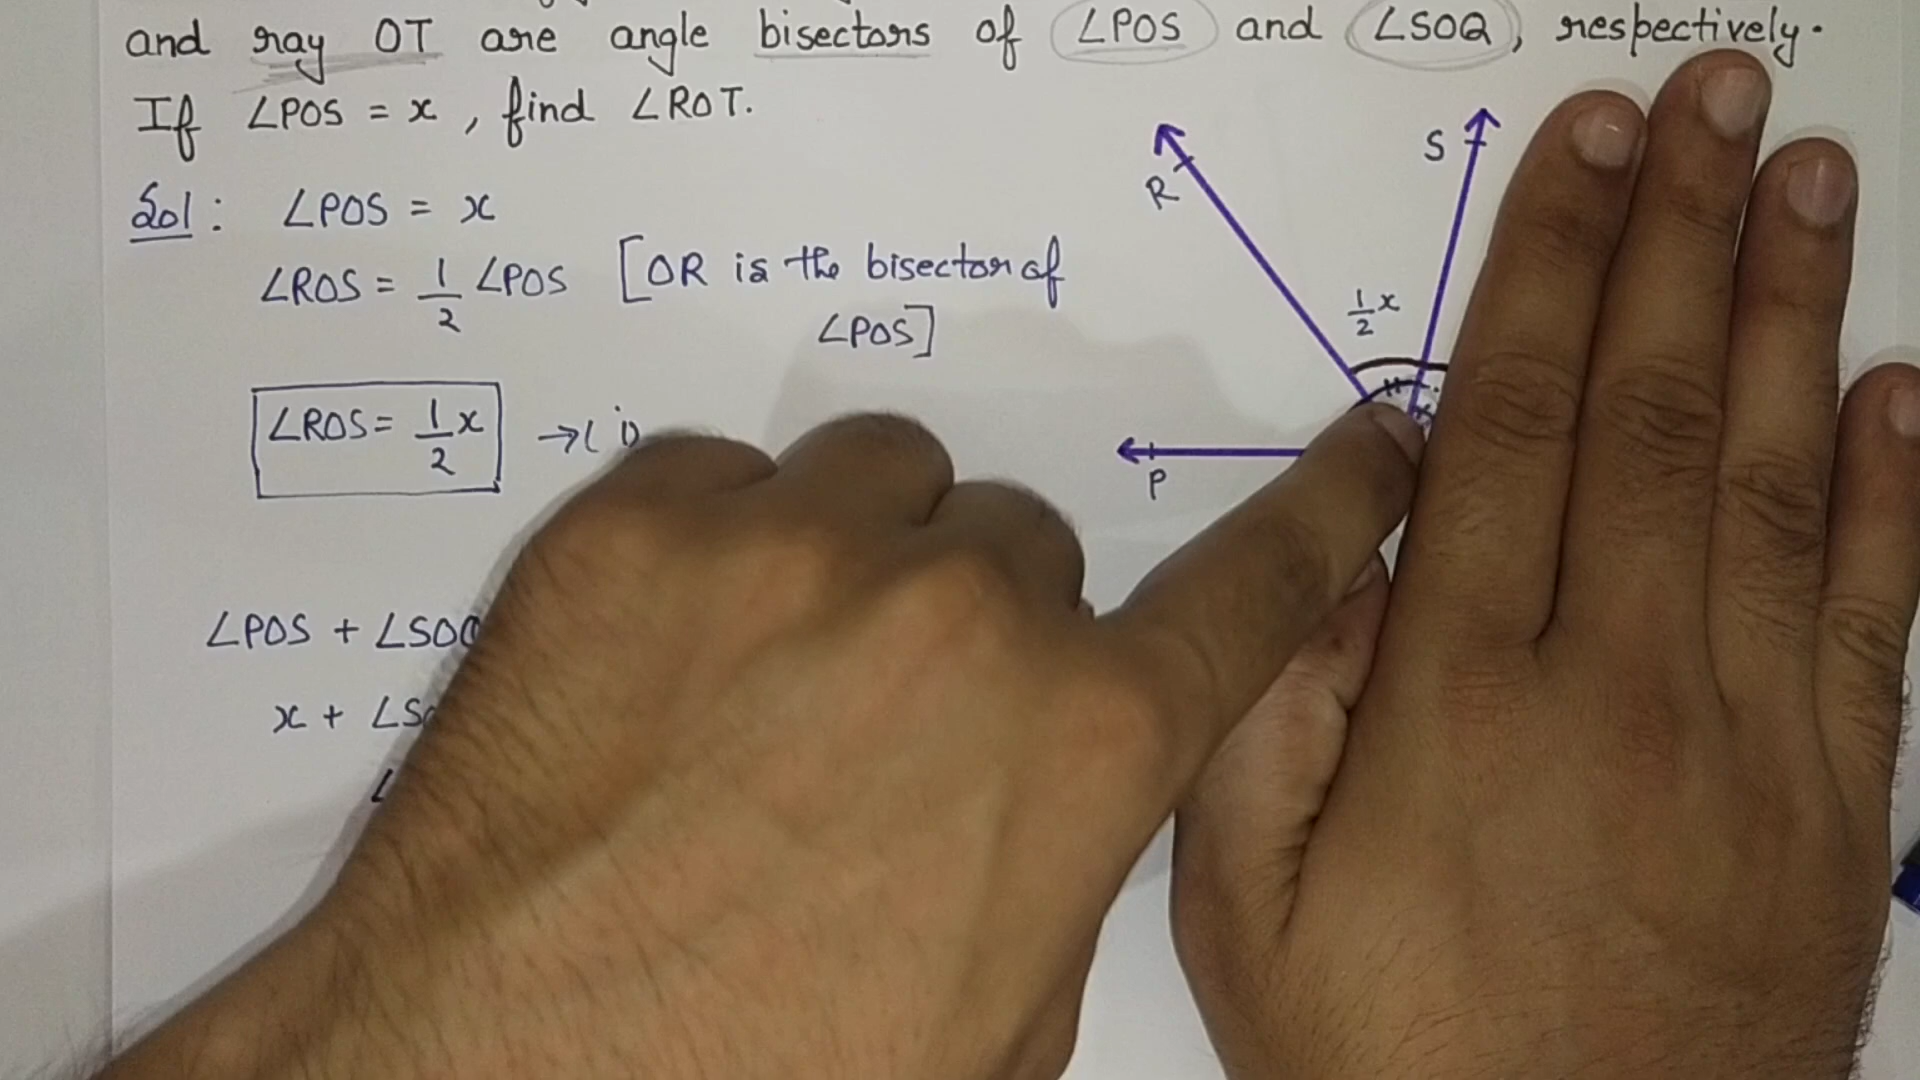 and ray OT are angle bisectors of ∠POS and ∠SOQ, respectively.
If ∠POS = x, find ∠ROT.
Sol: ∠POS = x
∠ROS = 1/2 ∠POS [OR is the bisector of
∠POS]
∠ROS = 1/2 x → (i)
∠POS + ∠SOQ
x + ∠SO
∠
R
S
1/2 x
P